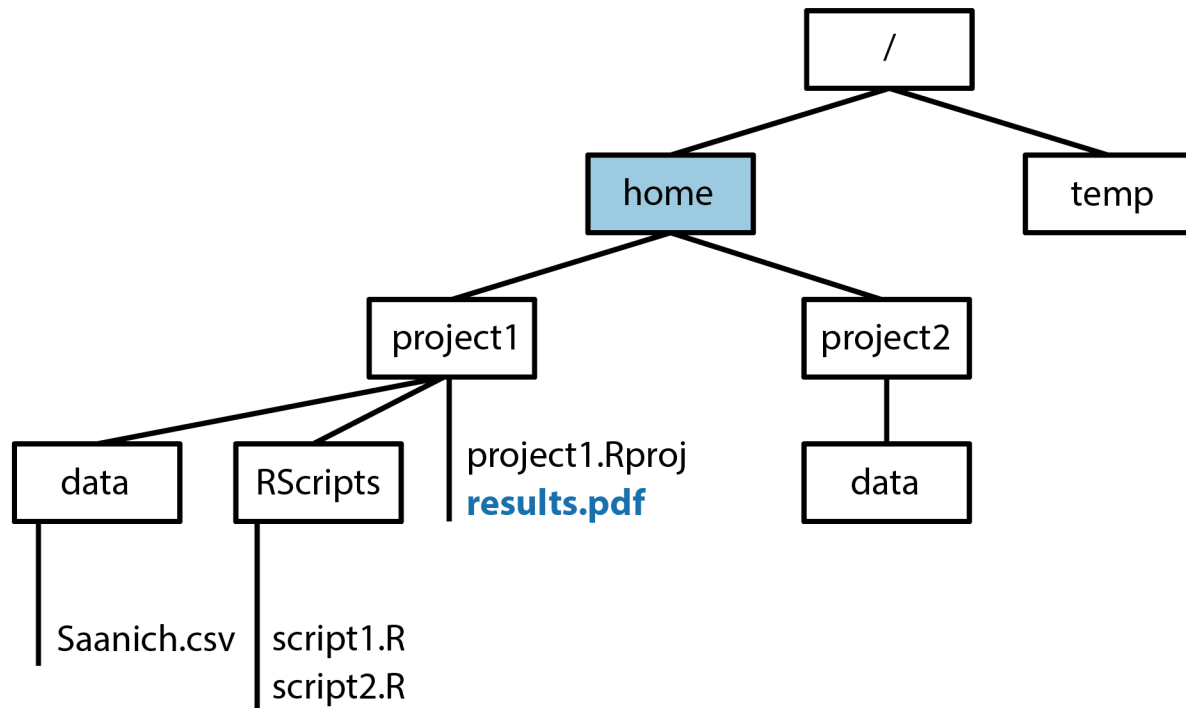 /
home
temp
project1
project2
data
RScripts
project1.Rproj
results.pdf
data
Saanich.csv
script1.R
script2.R